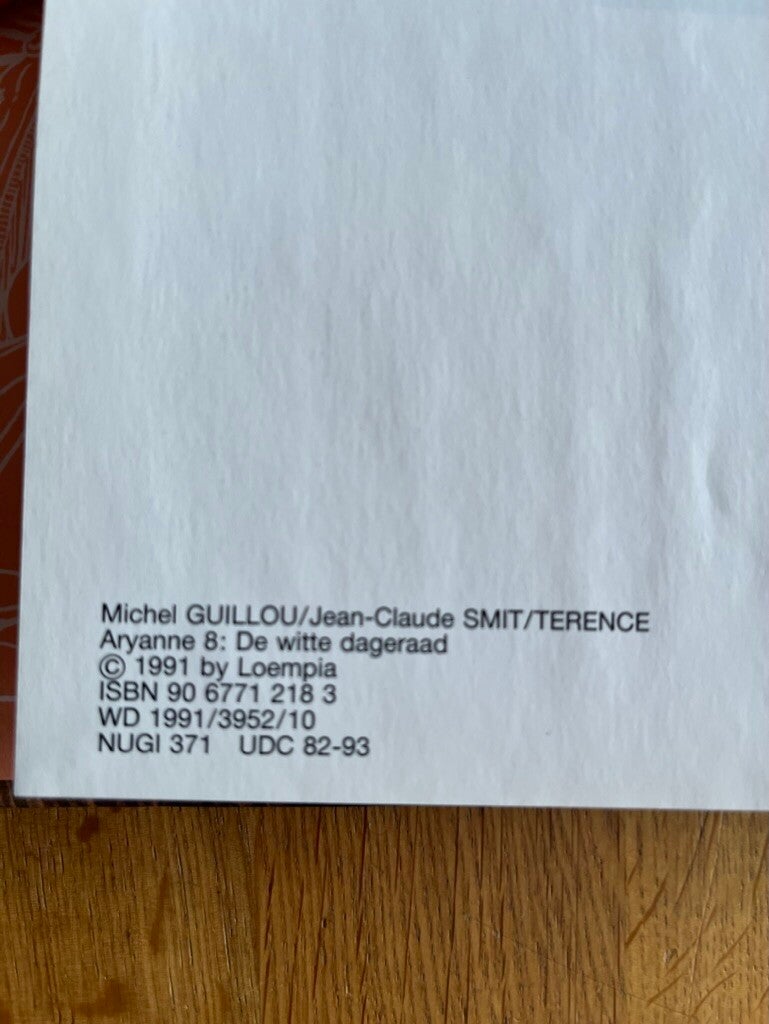 Michel GUILLOU/Jean-Claude SMIT/TERENCE
Aryanne 8: De witte dageraad
© 1991 by Loempia
ISBN 90 6771 218 3
WD 1991/3952/10
NUGI 371 UDC 82-93